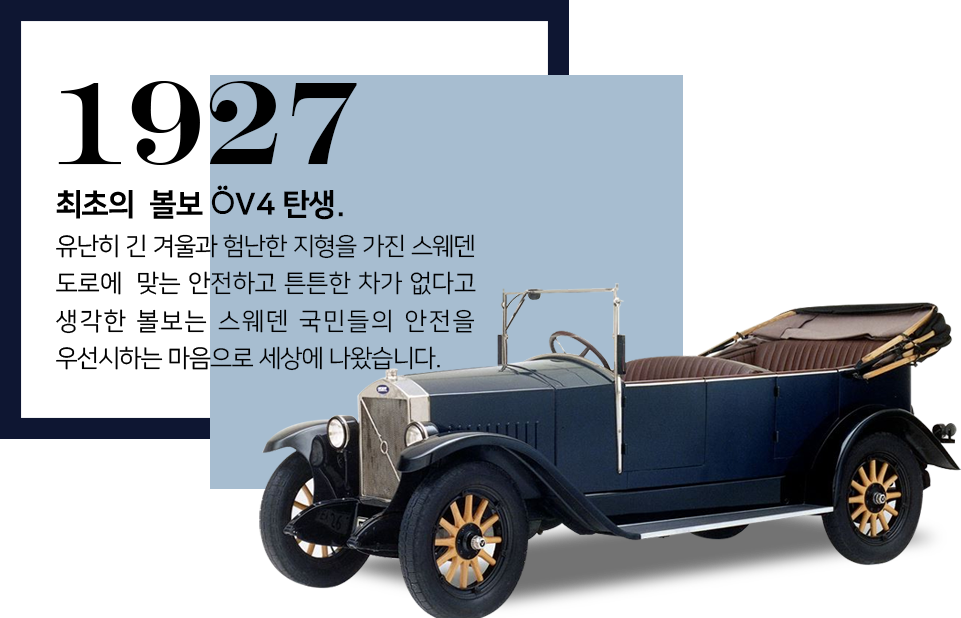 1927
최초의 볼보 ÖV4 탄생.
유난히 긴 겨울과 험난한 지형을 가진 스웨덴
도로에 맞는 안전하고 튼튼한 차가 없다고
생각한 볼보는 스웨덴 국민들의 안전을
우선시하는 마음으로 세상에 나왔습니다.